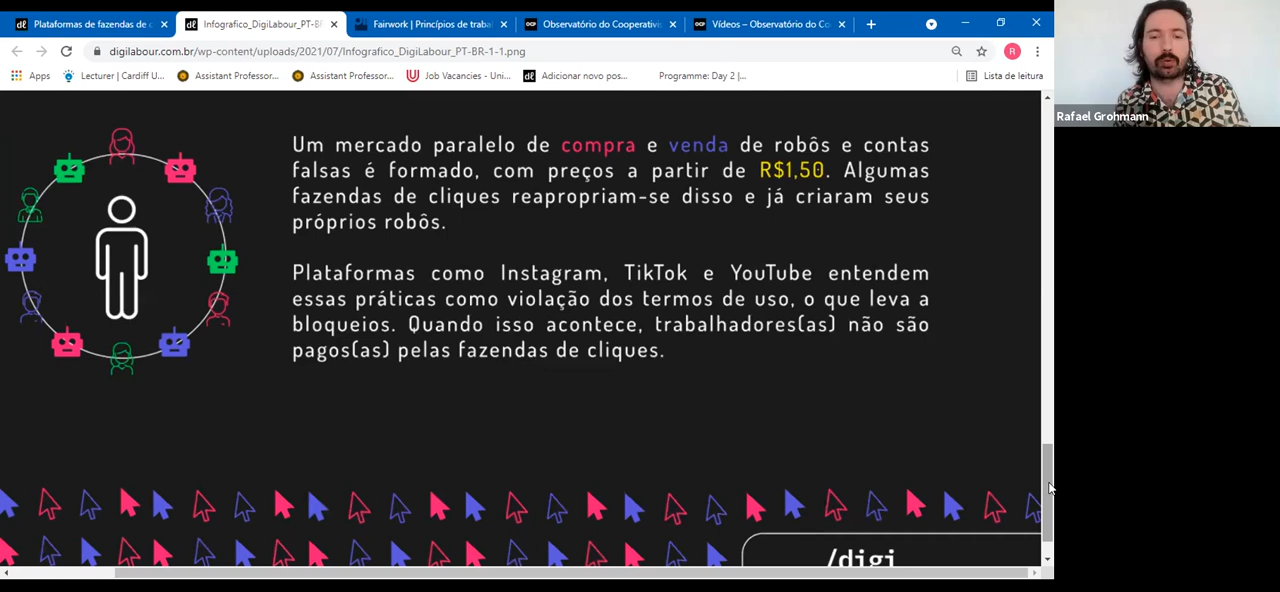 Plataformas de fazendas de c
Infografico_DigiLabour_PT-BR
Fairwork | Princípios de traba
Observatório do Cooperativi
Vídeos – Observatório do Co
digilabour.com.br/wp-content/uploads/2021/07/Infografico_DigiLabour_PT-BR-1-1.png
R
Apps
Lecturer | Cardiff U...
Assistant Professor...
Assistant Professor...
Job Vacancies - Uni...
Adicionar novo pos...
Programme: Day 2 |...
Lista de leitura
Rafael Grohmann
Um mercado paralelo de compra e venda de robôs e contas
falsas é formado, com preços a partir de R$1,50. Algumas
fazendas de cliques reapropriam-se disso e já criaram seus
próprios robôs.
Plataformas como Instagram, TikTok e YouTube entendem
essas práticas como violação dos termos de uso, o que leva a
bloqueios. Quando isso acontece, trabalhadores(as) não são
pagos(as) pelas fazendas de cliques.
/digi